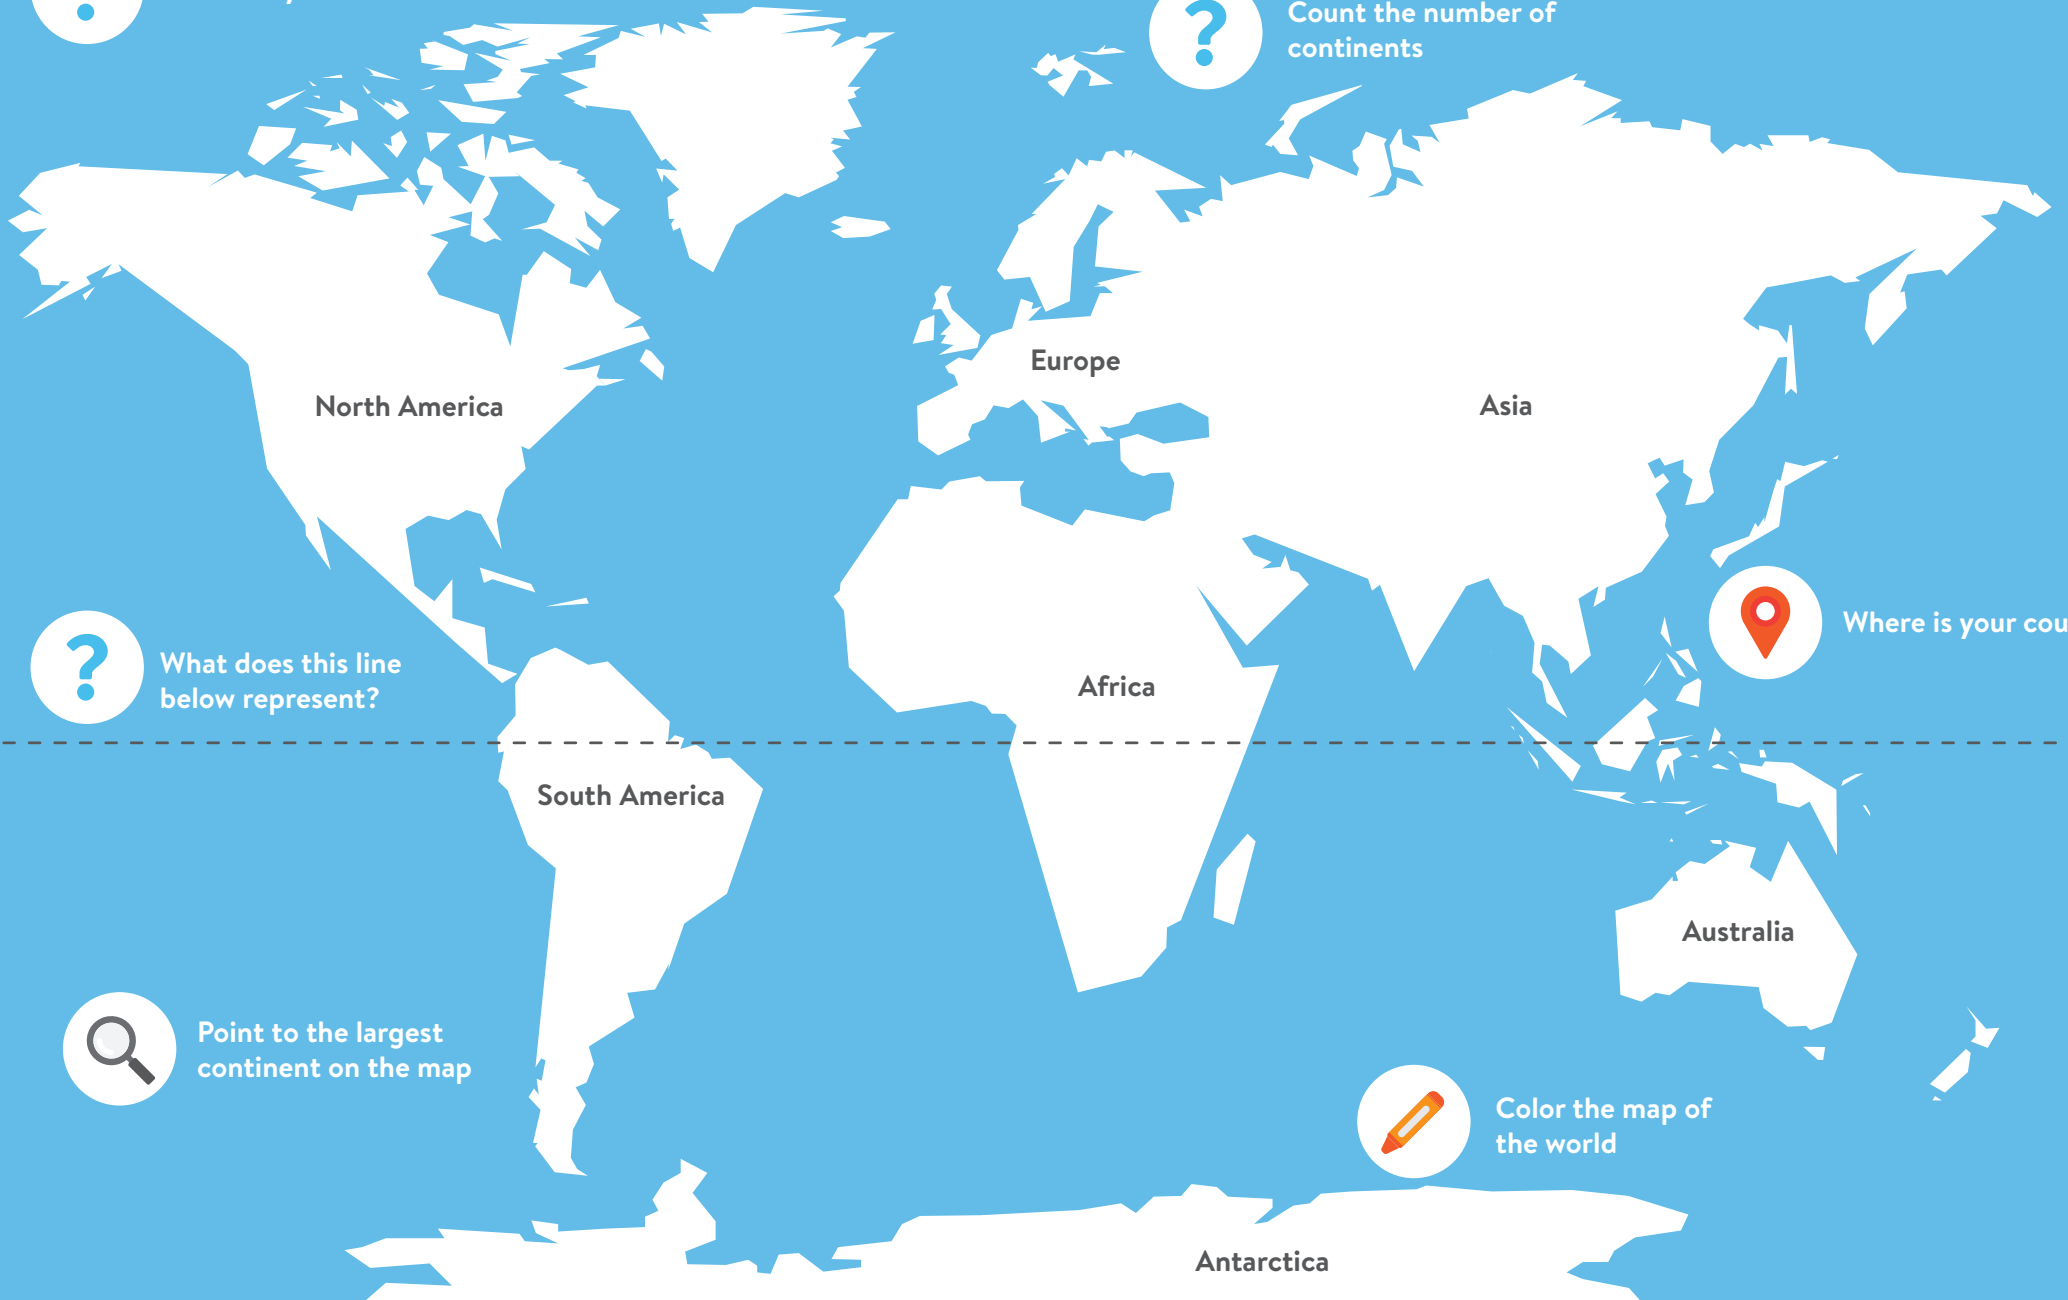 Count the number of
continents
Europe
North America
Asia
Where is your
What does this line
below represent?
Africa
South America
Australia
Point to the largest
continent on the map
Color the map of
the world
Antarctica